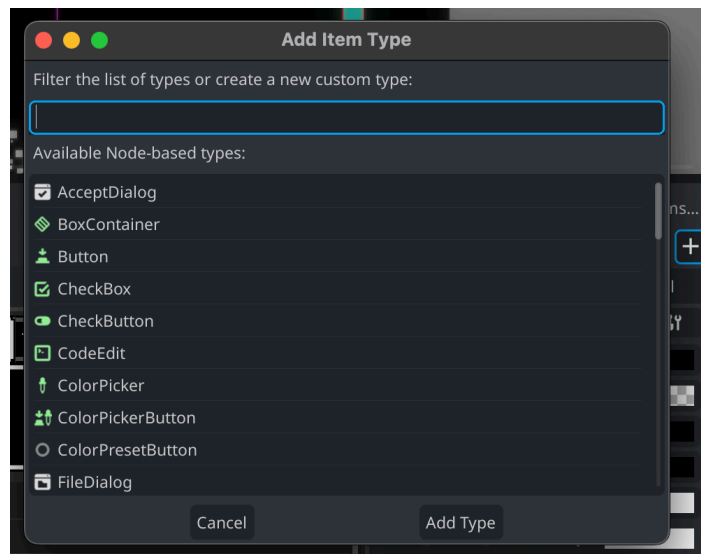 Add Item Type
Filter the list of types or create a new custom type:
Available Node-based types:
AcceptDialog
BoxContainer
Button
CheckBox
CheckButton
CodeEdit
ColorPicker
ColorPickerButton
ColorPresetButton
FileDialog
Cancel
Add Type